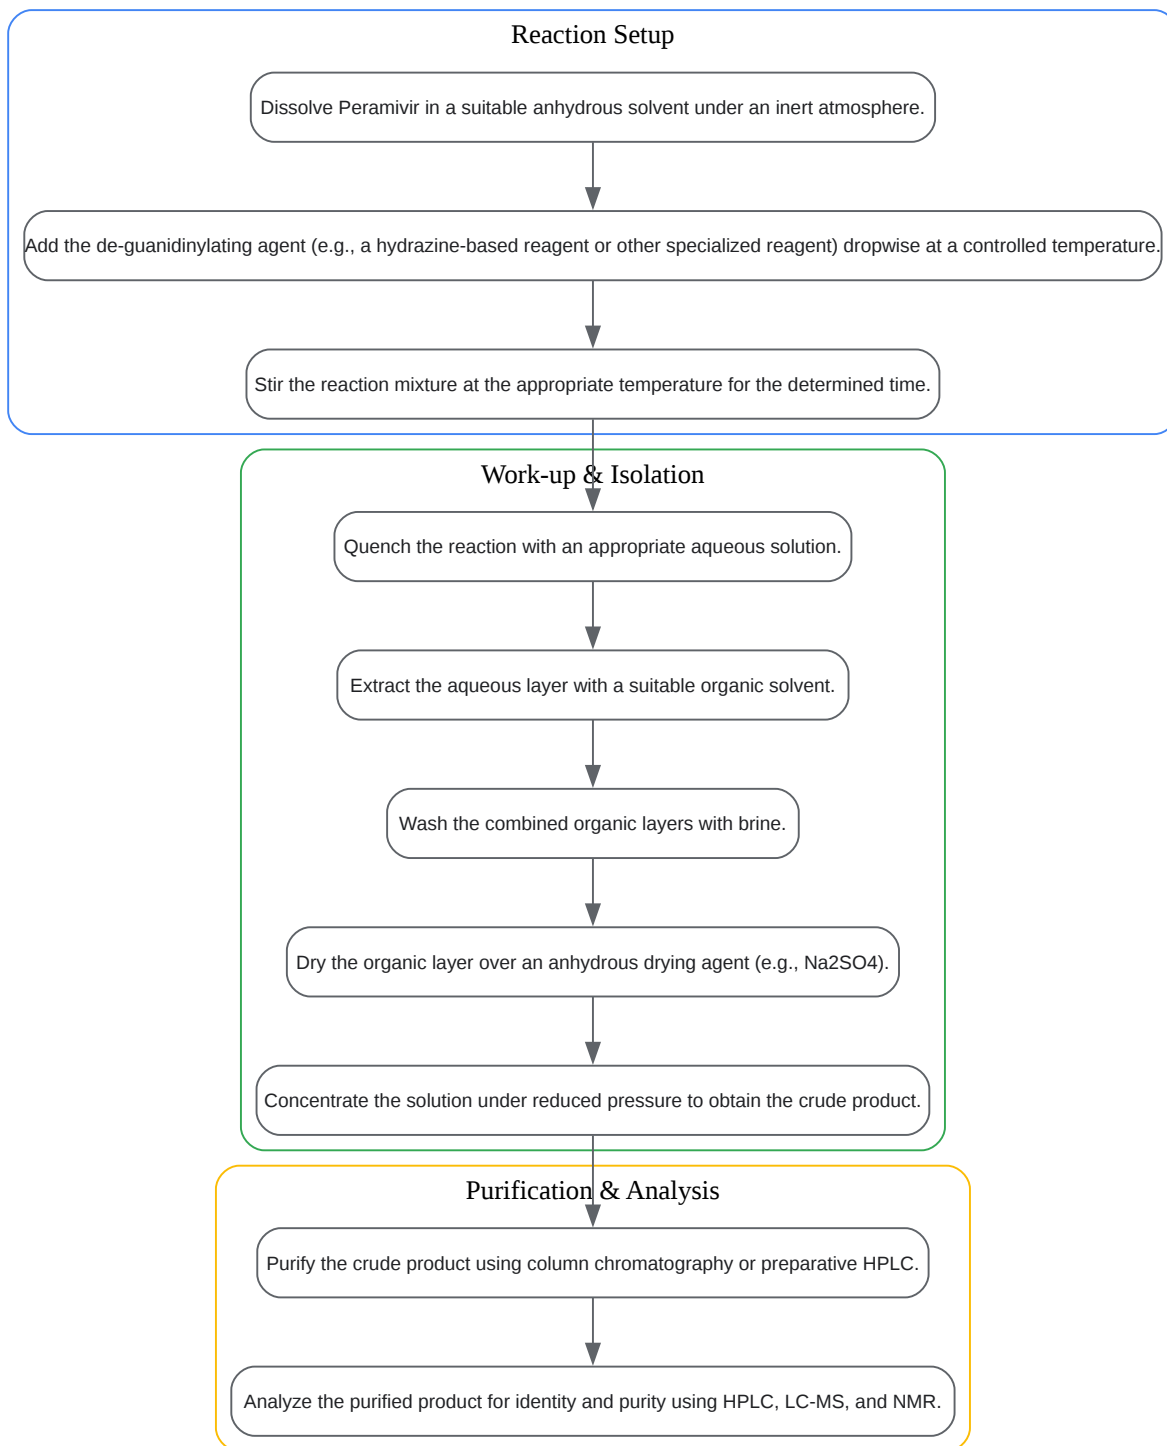 Reaction Setup
Dissolve Peramivir in a suitable anhydrous solvent under an inert atmosphere.
Add the de-guanidinylating agent (e.g., a hydrazine-based reagent or other specialized reagent) dropwise at a controlled temperature.
Stir the reaction mixture at the appropriate temperature for the determined time.
Work-up & Isolation
Quench the reaction with an appropriate aqueous solution.
Extract the aqueous layer with a suitable organic solvent.
Wash the combined organic layers with brine.
Dry the organic layer over an anhydrous drying agent (e.g., Na2SO4).
Concentrate the solution under reduced pressure to obtain the crude product.
Purification & Analysis
Purify the crude product using column chromatography or preparative HPLC.
Analyze the purified product for identity and purity using HPLC, LC-MS, and NMR.